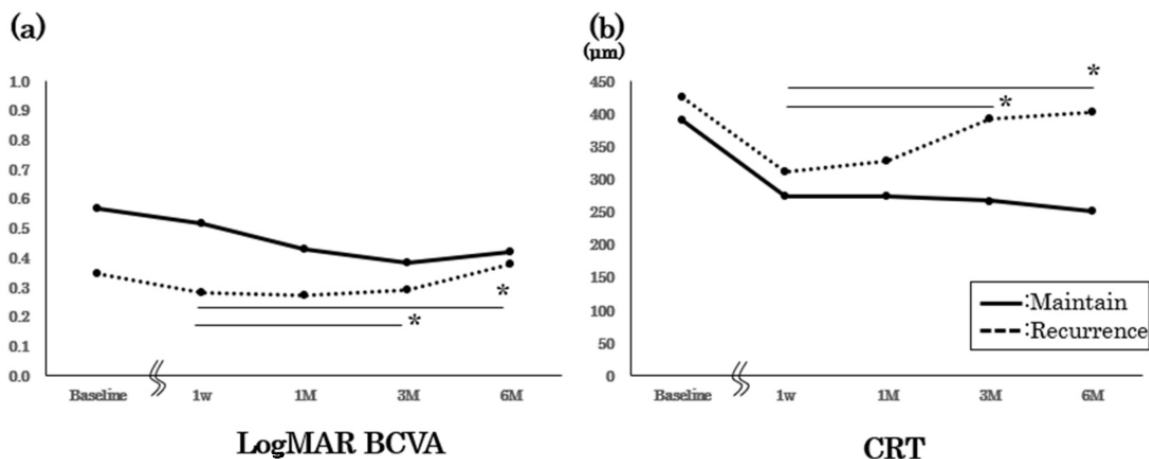 (a)
1.0
0.9
0.8
0.7
0.6
0.5
0.4
0.3
0.2
0.1
0.0
*
*
Baseline 1w 1M 3M 6M
LogMAR BCVA
(b)
(μm)
450
400
350
300
250
200
150
100
50
0
*
*
:Maintain
:Recurrence
Baseline 1w 1M 3M 6M
CRT